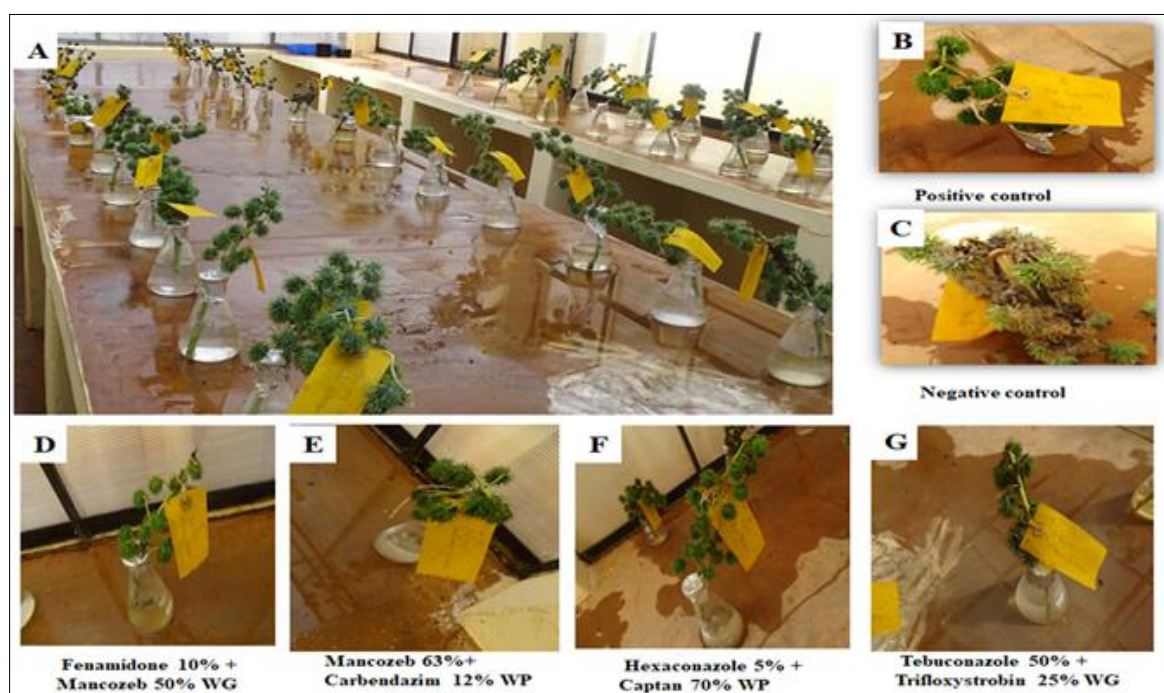 A
B
Positive control
C
Negative control
D
Fenamidone 10% +
Mancozeb 50% WG
E
Mancozeb 63%+
Carbendazim 12% WP
F
Hexaconazole 5% +
Captan 70% WP
G
Tebuconazole 50% +
Trifloxystrobin 25% WG